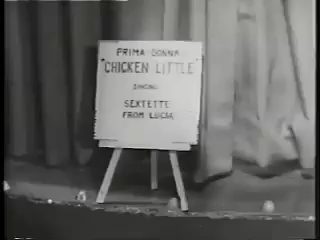 PRIMA DONNA
"CHICKEN LITTLE"
SINGING
SEXTETTE
FROM LUCIA